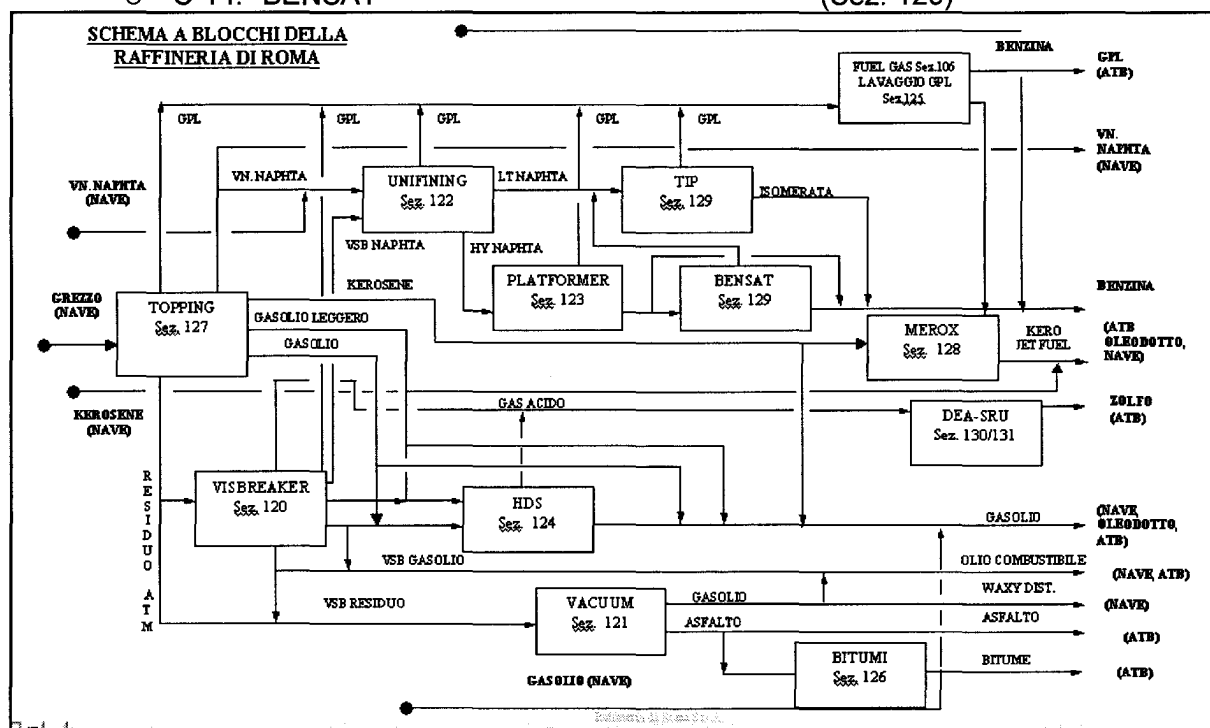 BENSAT
SCHEMA A BLOCCHI DELLA
RAFFINERIA DI ROMA
BENZINA
GPL
(ATB)
FUEL GAS Sez.106
LAVAGGIO GPL
Sez.125
GPL
GPL
GPL
GPL
GPL
VN.
NAPHTA
(NAVE)
VN. NAPHTA
(NAVE)
VN. NAPHTA
UNIFINING
Sez. 122
LT NAPHTA
TIP
Sez. 129
ISOMERATA
VSB NAPHTA
HY NAPHTA
KEROSENE
PLATFORMER
Sez. 123
BENSAT
Sez. 129
BENZINA
GREZZO
(NAVE)
TOPPING
Sez. 127
GASOLIO LEGGERO
GASOLIO
MEROX
Sez. 128
KERO
JET FUEL
(ATB
OLEODOTTO,
NAVE)
KEROSENE
(NAVE)
GAS ACIDO
DEA-SRU
Sez. 130/131
ZOLFO
(ATB)
RESIDUO ATM
VISBREAKER
Sez. 120
HDS
Sez. 124
GASOLIO
(NAVE,
OLEODOTTO,
ATB)
VSB GASOLIO
OLIO COMBUSTIBILE
(NAVE, ATB)
VSB RESIDUO
VACUUM
Sez. 121
GASOLIO
WAXY DIST.
(NAVE)
ASFALTO
ASFALTO
(ATB)
BITUMI
Sez. 126
BITUME
(ATB)
GASOLIO (NAVE)